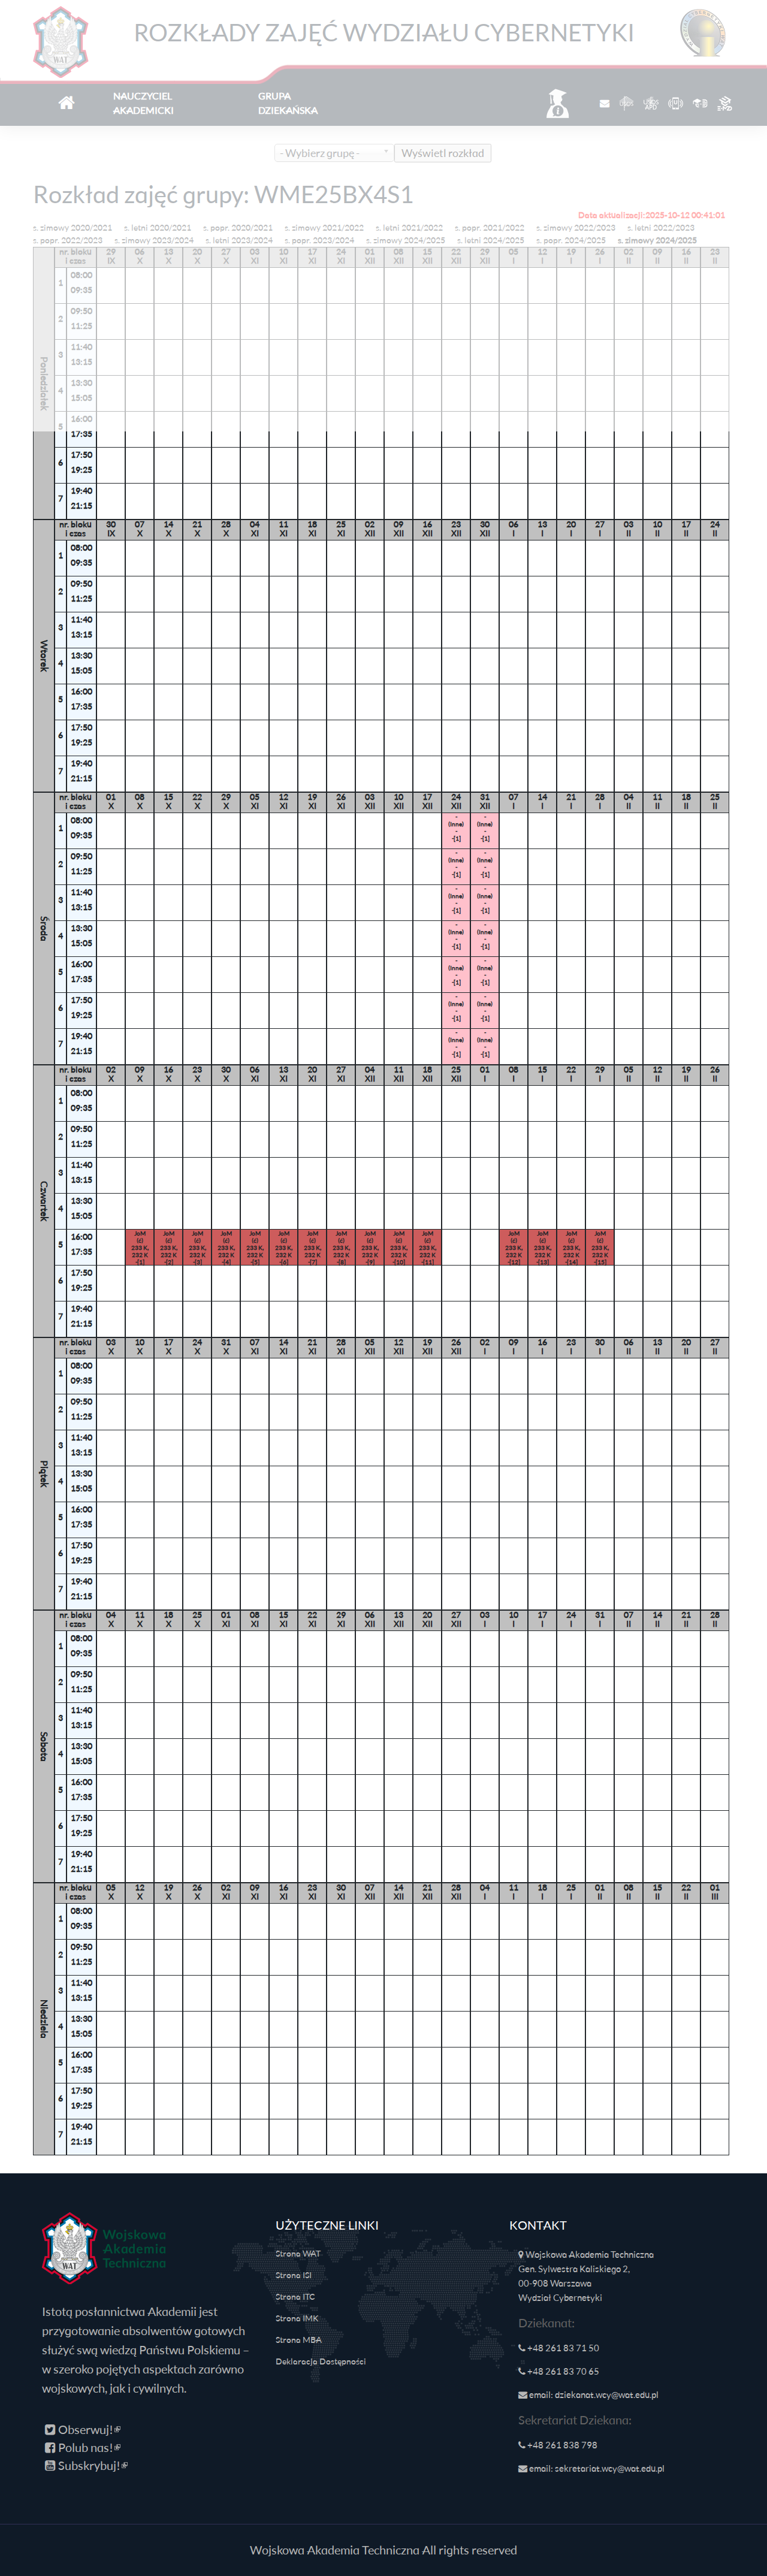 ROZKŁADY ZAJĘĆ WYDZIAŁU CYBERNETYKI
WAT
NAUCZYCIEL
AKADEMICKI
GRUPA
DZIEKAŃSKA
- Wybierz grupę -
Wyświetl rozkład
Rozkład zajęć grupy: WME25BX4S1
Data aktualizacji:2025-10-12 00:41:01
s. zimowy 2020/2021 s. letni 2020/2021 s. popr. 2020/2021 s. zimowy 2021/2022 s. letni 2021/2022 s. popr. 2021/2022 s. zimowy 2022/2023 s. letni 2022/2023
s. popr. 2022/2023 s. zimowy 2023/2024 s. letni 2023/2024 s. popr. 2023/2024 s. zimowy 2024/2025 s. letni 2024/2025 s. popr. 2024/2025 s. zimowy 2024/2025
Poniedziałek
nr. bloku 29 06 13 20 27 03 10 17 24 01 08 15 22 29 05 12 19 26 02 09 16 23
i czas IX X X X X XI XI XI XI XII XII XII XII XII I I I I II II II II
1 08:00 09:35
2 09:50 11:25
3 11:40 13:15
4 13:30 15:05
5 16:00 17:35
6 17:50 19:25
7 19:40 21:15
Wtorek
nr. bloku 30 07 14 21 28 04 11 18 25 02 09 16 23 30 06 13 20 27 03 10 17 24
i czas IX X X X X XI XI XI XI XII XII XII XII XII I I I I II II II II
1 08:00 09:35
2 09:50 11:25
3 11:40 13:15
4 13:30 15:05
5 16:00 17:35
6 17:50 19:25
7 19:40 21:15
Środa
nr. bloku 01 08 15 22 29 05 12 19 26 03 10 17 24 31 07 14 21 28 04 11 18 25
i czas X X X X X XI XI XI XI XII XII XII XII XII I I I I II II II II
1 08:00 09:35 - (Inne) - -[1] - (Inne) - -[1]
2 09:50 11:25 - (Inne) - -[1] - (Inne) - -[1]
3 11:40 13:15 - (Inne) - -[1] - (Inne) - -[1]
4 13:30 15:05 - (Inne) - -[1] - (Inne) - -[1]
5 16:00 17:35 - (Inne) - -[1] - (Inne) - -[1]
6 17:50 19:25 - (Inne) - -[1] - (Inne) - -[1]
7 19:40 21:15 - (Inne) - -[1] - (Inne) - -[1]
Czwartek
nr. bloku 02 09 16 23 30 06 13 20 27 04 11 18 25 01 08 15 22 29 05 12 19 26
i czas X X X X X XI XI XI XI XII XII XII XII I I I I I II II II II
1 08:00 09:35
2 09:50 11:25
3 11:40 13:15
4 13:30 15:05
5 16:00 17:35
JoM JoM JoM JoM JoM JoM JoM JoM JoM JoM JoM JoM JoM JoM JoM
(ć) (ć) (ć) (ć) (ć) (ć) (ć) (ć) (ć) (ć) (ć) (ć) (ć) (ć) (ć)
233 K, 233 K, 233 K, 233 K, 233 K, 233 K, 233 K, 233 K, 233 K, 233 K, 233 K, 233 K, 233 K, 233 K, 233 K,
232 K 232 K 232 K 232 K 232 K 232 K 232 K 232 K 232 K 232 K 232 K 232 K 232 K 232 K 232 K
-[1] -[2] -[3] -[4] -[5] -[6] -[7] -[8] -[9] -[10] -[11] -[12] -[13] -[14] -[15]
6 17:50 19:25
7 19:40 21:15
Piątek
nr. bloku 03 10 17 24 31 07 14 21 28 05 12 19 26 02 09 16 23 30 06 13 20 27
i czas X X X X X XI XI XI XI XII XII XII XII I I I I I II II II II
1 08:00 09:35
2 09:50 11:25
3 11:40 13:15
4 13:30 15:05
5 16:00 17:35
6 17:50 19:25
7 19:40 21:15
Sobota
nr. bloku 04 11 18 25 01 08 15 22 29 06 13 20 27 03 10 17 24 31 07 14 21 28
i czas X X X X XI XI XI XI XI XII XII XII XII I I I I I II II II II
1 08:00 09:35
2 09:50 11:25
3 11:40 13:15
4 13:30 15:05
5 16:00 17:35
6 17:50 19:25
7 19:40 21:15
Niedziela
nr. bloku 05 12 19 26 02 09 16 23 30 07 14 21 28 04 11 18 25 01 08 15 22 01
i czas X X X X XI XI XI XI XI XII XII XII XII I I I I II II II II III
1 08:00 09:35
2 09:50 11:25
3 11:40 13:15
4 13:30 15:05
5 16:00 17:35
6 17:50 19:25
7 19:40 21:15
WAT
Wojskowa
Akademia
Techniczna
Istotą posłannictwa Akademii jest
przygotowanie absolwentów gotowych
służyć swą wiedzą Państwu Polskiemu –
w szeroko pojętych aspektach zarówno
wojskowych, jak i cywilnych.
Obserwuj!
Polub nas!
Subskrybuj!
UŻYTECZNE LINKI
Strona WAT
Strona ISI
Strona ITC
Strona IMK
Strona MBA
Deklaracja Dostępności
KONTAKT
Wojskowa Akademia Techniczna
Gen. Sylwestra Kaliskiego 2,
00-908 Warszawa
Wydział Cybernetyki
Dziekanat:
+48 261 83 71 50
+48 261 83 70 65
email: dziekanat.wcy@wat.edu.pl
Sekretariat Dziekana:
+48 261 838 798
email: sekretariat.wcy@wat.edu.pl
Wojskowa Akademia Techniczna All rights reserved